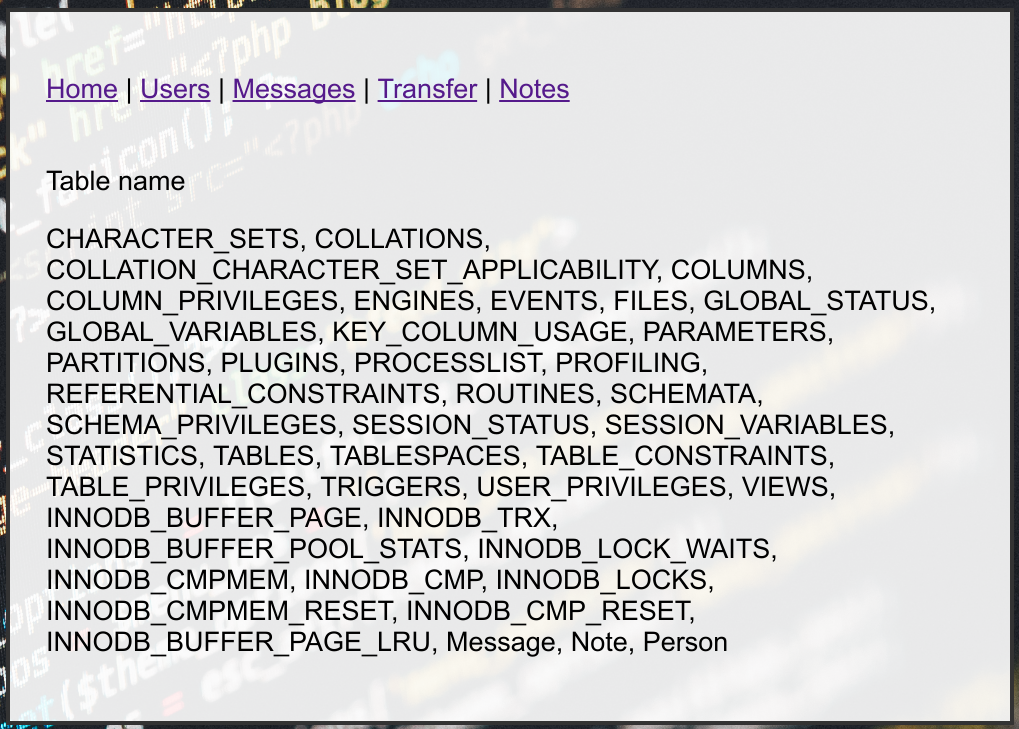 Home | Users | Messages | Transfer | Notes
Table name
CHARACTER_SETS, COLLATIONS,
COLLATION_CHARACTER_SET_APPLICABILITY, COLUMNS,
COLUMN_PRIVILEGES, ENGINES, EVENTS, FILES, GLOBAL_STATUS,
GLOBAL_VARIABLES, KEY_COLUMN_USAGE, PARAMETERS,
PARTITIONS, PLUGINS, PROCESSLIST, PROFILING,
REFERENTIAL_CONSTRAINTS, ROUTINES, SCHEMATA,
SCHEMA_PRIVILEGES, SESSION_STATUS, SESSION_VARIABLES,
STATISTICS, TABLES, TABLESPACES, TABLE_CONSTRAINTS,
TABLE_PRIVILEGES, TRIGGERS, USER_PRIVILEGES, VIEWS,
INNODB_BUFFER_PAGE, INNODB_TRX,
INNODB_BUFFER_POOL_STATS, INNODB_LOCK_WAITS,
INNODB_CMPMEM, INNODB_CMP, INNODB_LOCKS,
INNODB_CMPMEM_RESET, INNODB_CMP_RESET,
INNODB_BUFFER_PAGE_LRU, Message, Note, Person